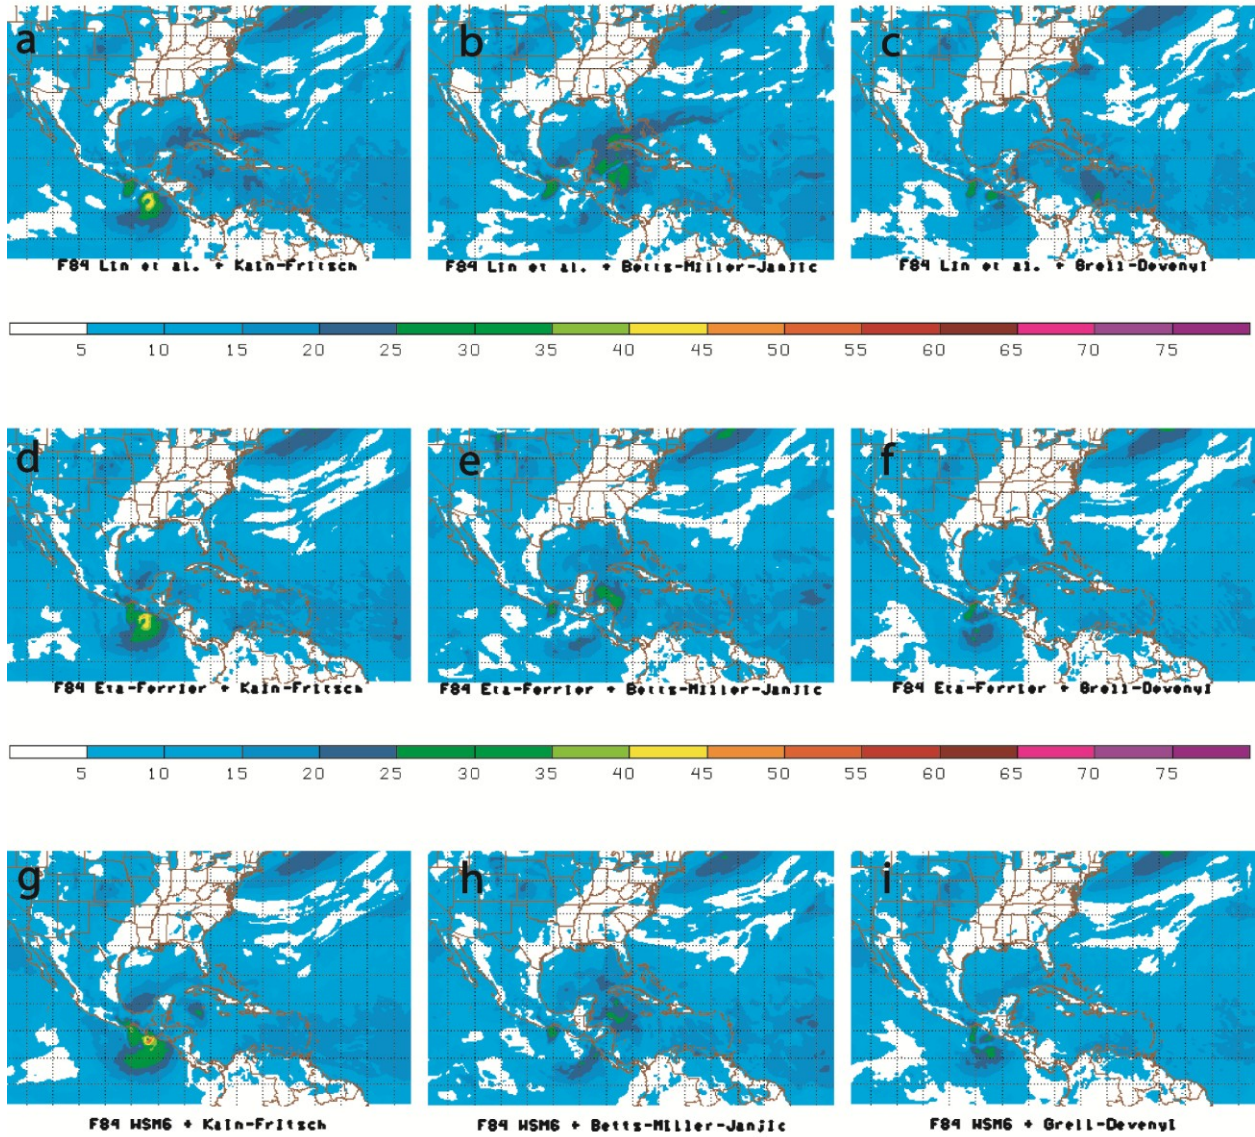 a b c
F84 Lin et al. + Kain-Fritsch F84 Lin et al. + Betts-Miller-Janjic F84 Lin et al. + Grell-Devenyi
5 10 15 20 25 30 35 40 45 50 55 60 65 70 75
d e f
F84 Eta-Ferrier + Kain-Fritsch F84 Eta-Ferrier + Betts-Miller-Janjic F84 Eta-Ferrier + Grell-Devenyi
5 10 15 20 25 30 35 40 45 50 55 60 65 70 75
g h i
F84 WSM6 + Kain-Fritsch F84 WSM6 + Betts-Miller-Janjic F84 WSM6 + Grell-Devenyi